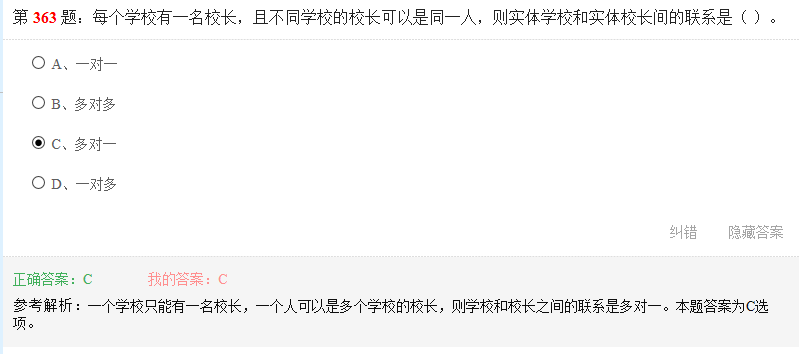 第 363 题：每个学校有一名校长，且不同学校的校长可以是同一人，则实体学校和实体校长间的联系是（ ）。
A、一对一
B、多对多
C、多对一
D、一对多
纠错 隐藏答案
正确答案：C 我的答案：C
参考解析：一个学校只能有一名校长，一个人可以是多个学校的校长，则学校和校长之间的联系是多对一。本题答案为C选
项。